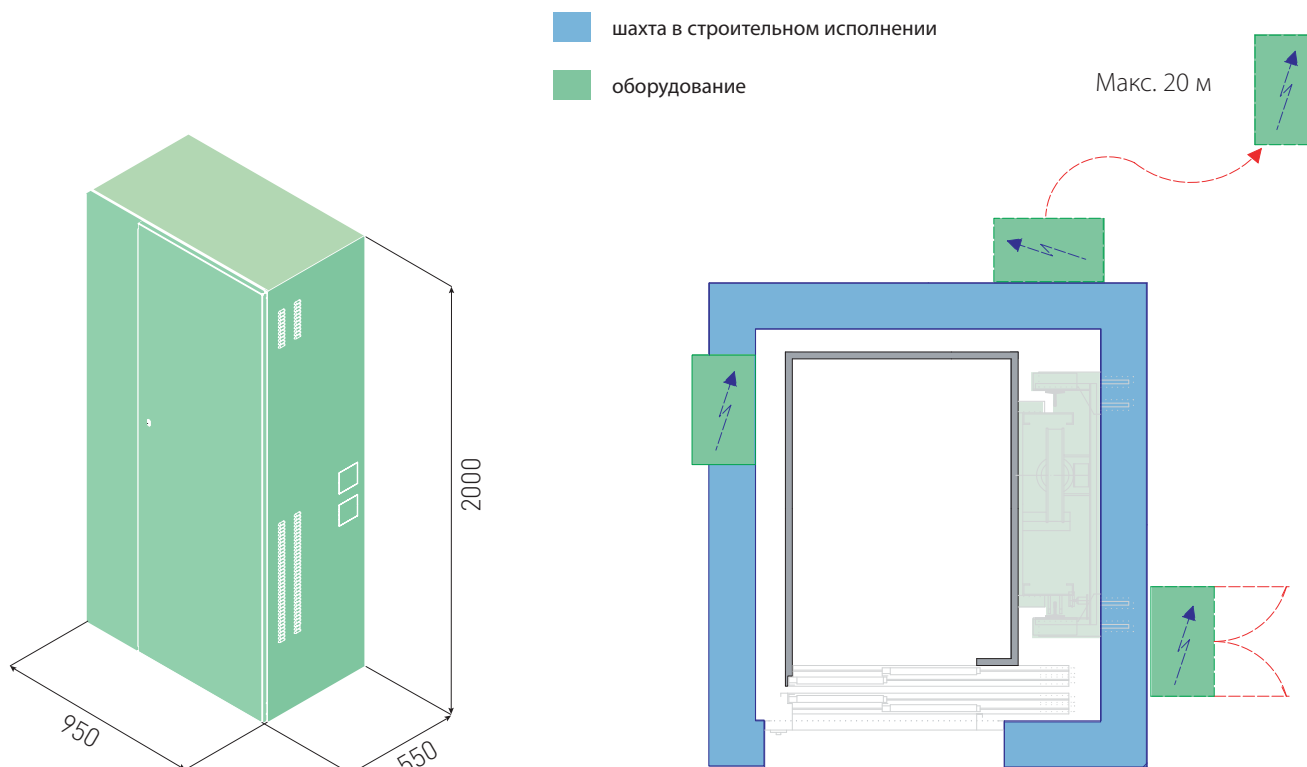 шахта в строительном исполнении
оборудование
Макс. 20 м
2000
950
550